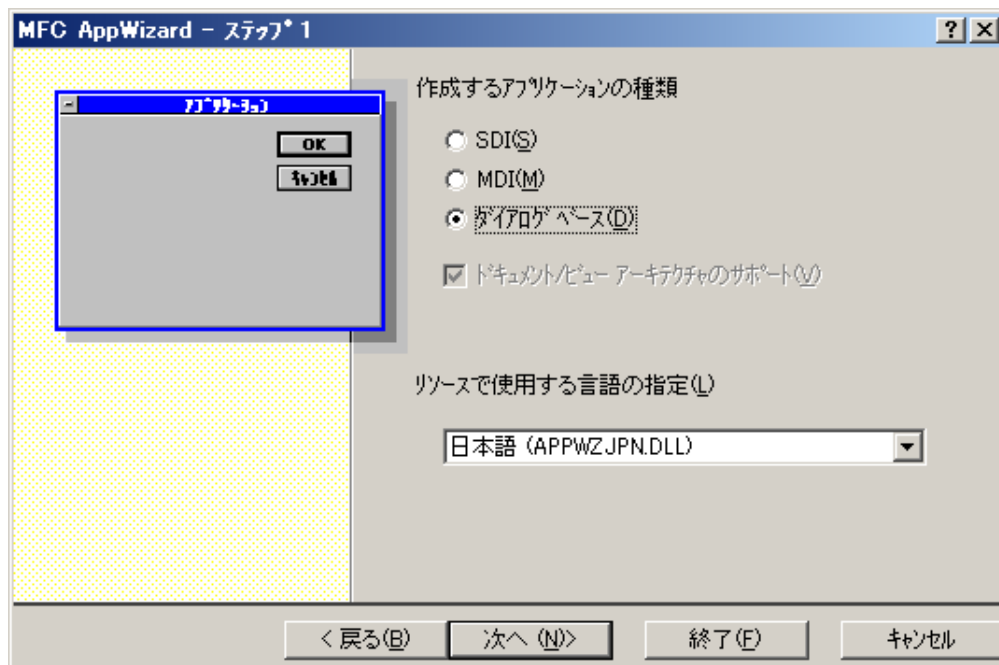 MFC AppWizard - ｽﾃｯﾌﾟ 1
ｱﾌﾟﾘｹｰｼｮﾝ
OK
ｷｬﾝｾﾙ
作成するｱﾌﾟﾘｹｰｼｮﾝの種類
SDI(S)
MDI(M)
ﾀﾞｲｱﾛｸﾞ ﾍﾞｰｽ(D)
ﾄﾞｷｭﾒﾝﾄ/ﾋﾞｭｰ ｱｰｷﾃｸﾁｬのｻﾎﾟｰﾄ(V)
ﾘｿｰｽで使用する言語の指定(L)
日本語 (APPWZJPN.DLL)
< 戻る(B)
次へ (N)>
終了(F)
ｷｬﾝｾﾙ